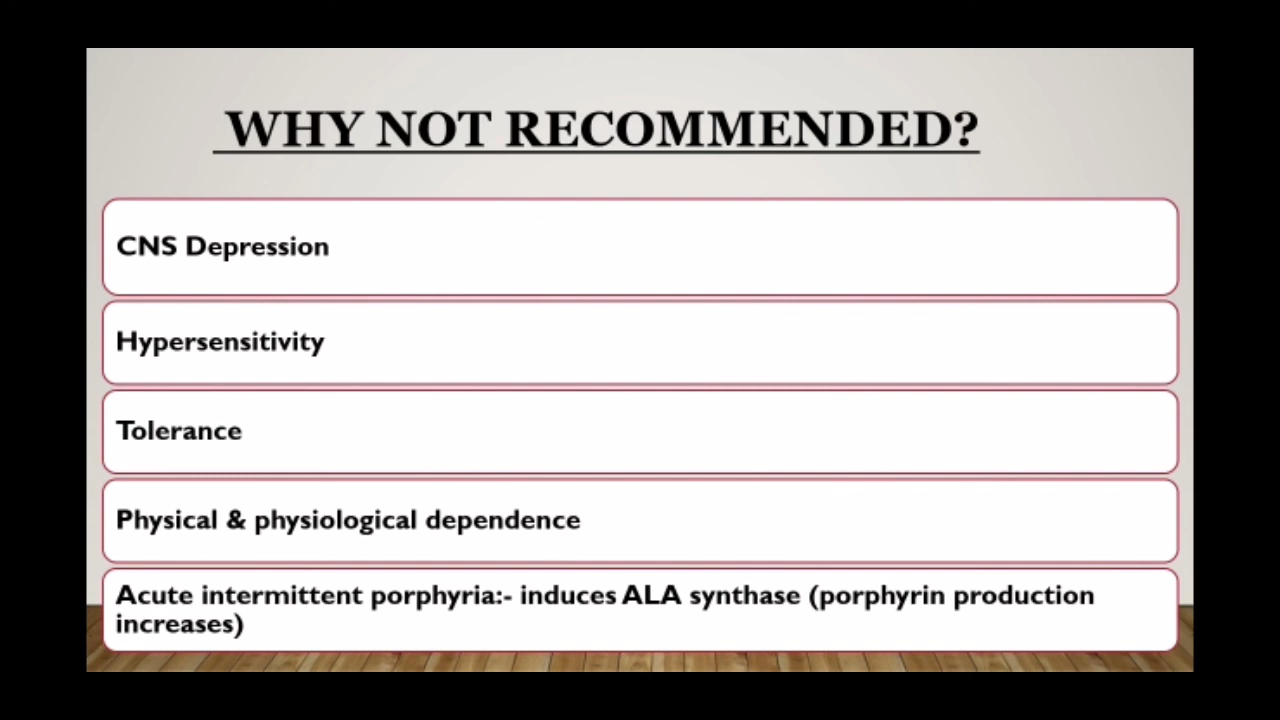 WHY NOT RECOMMENDED?
CNS Depression
Hypersensitivity
Tolerance
Physical & physiological dependence
Acute intermittent porphyria:- induces ALA synthase (porphyrin production
increases)